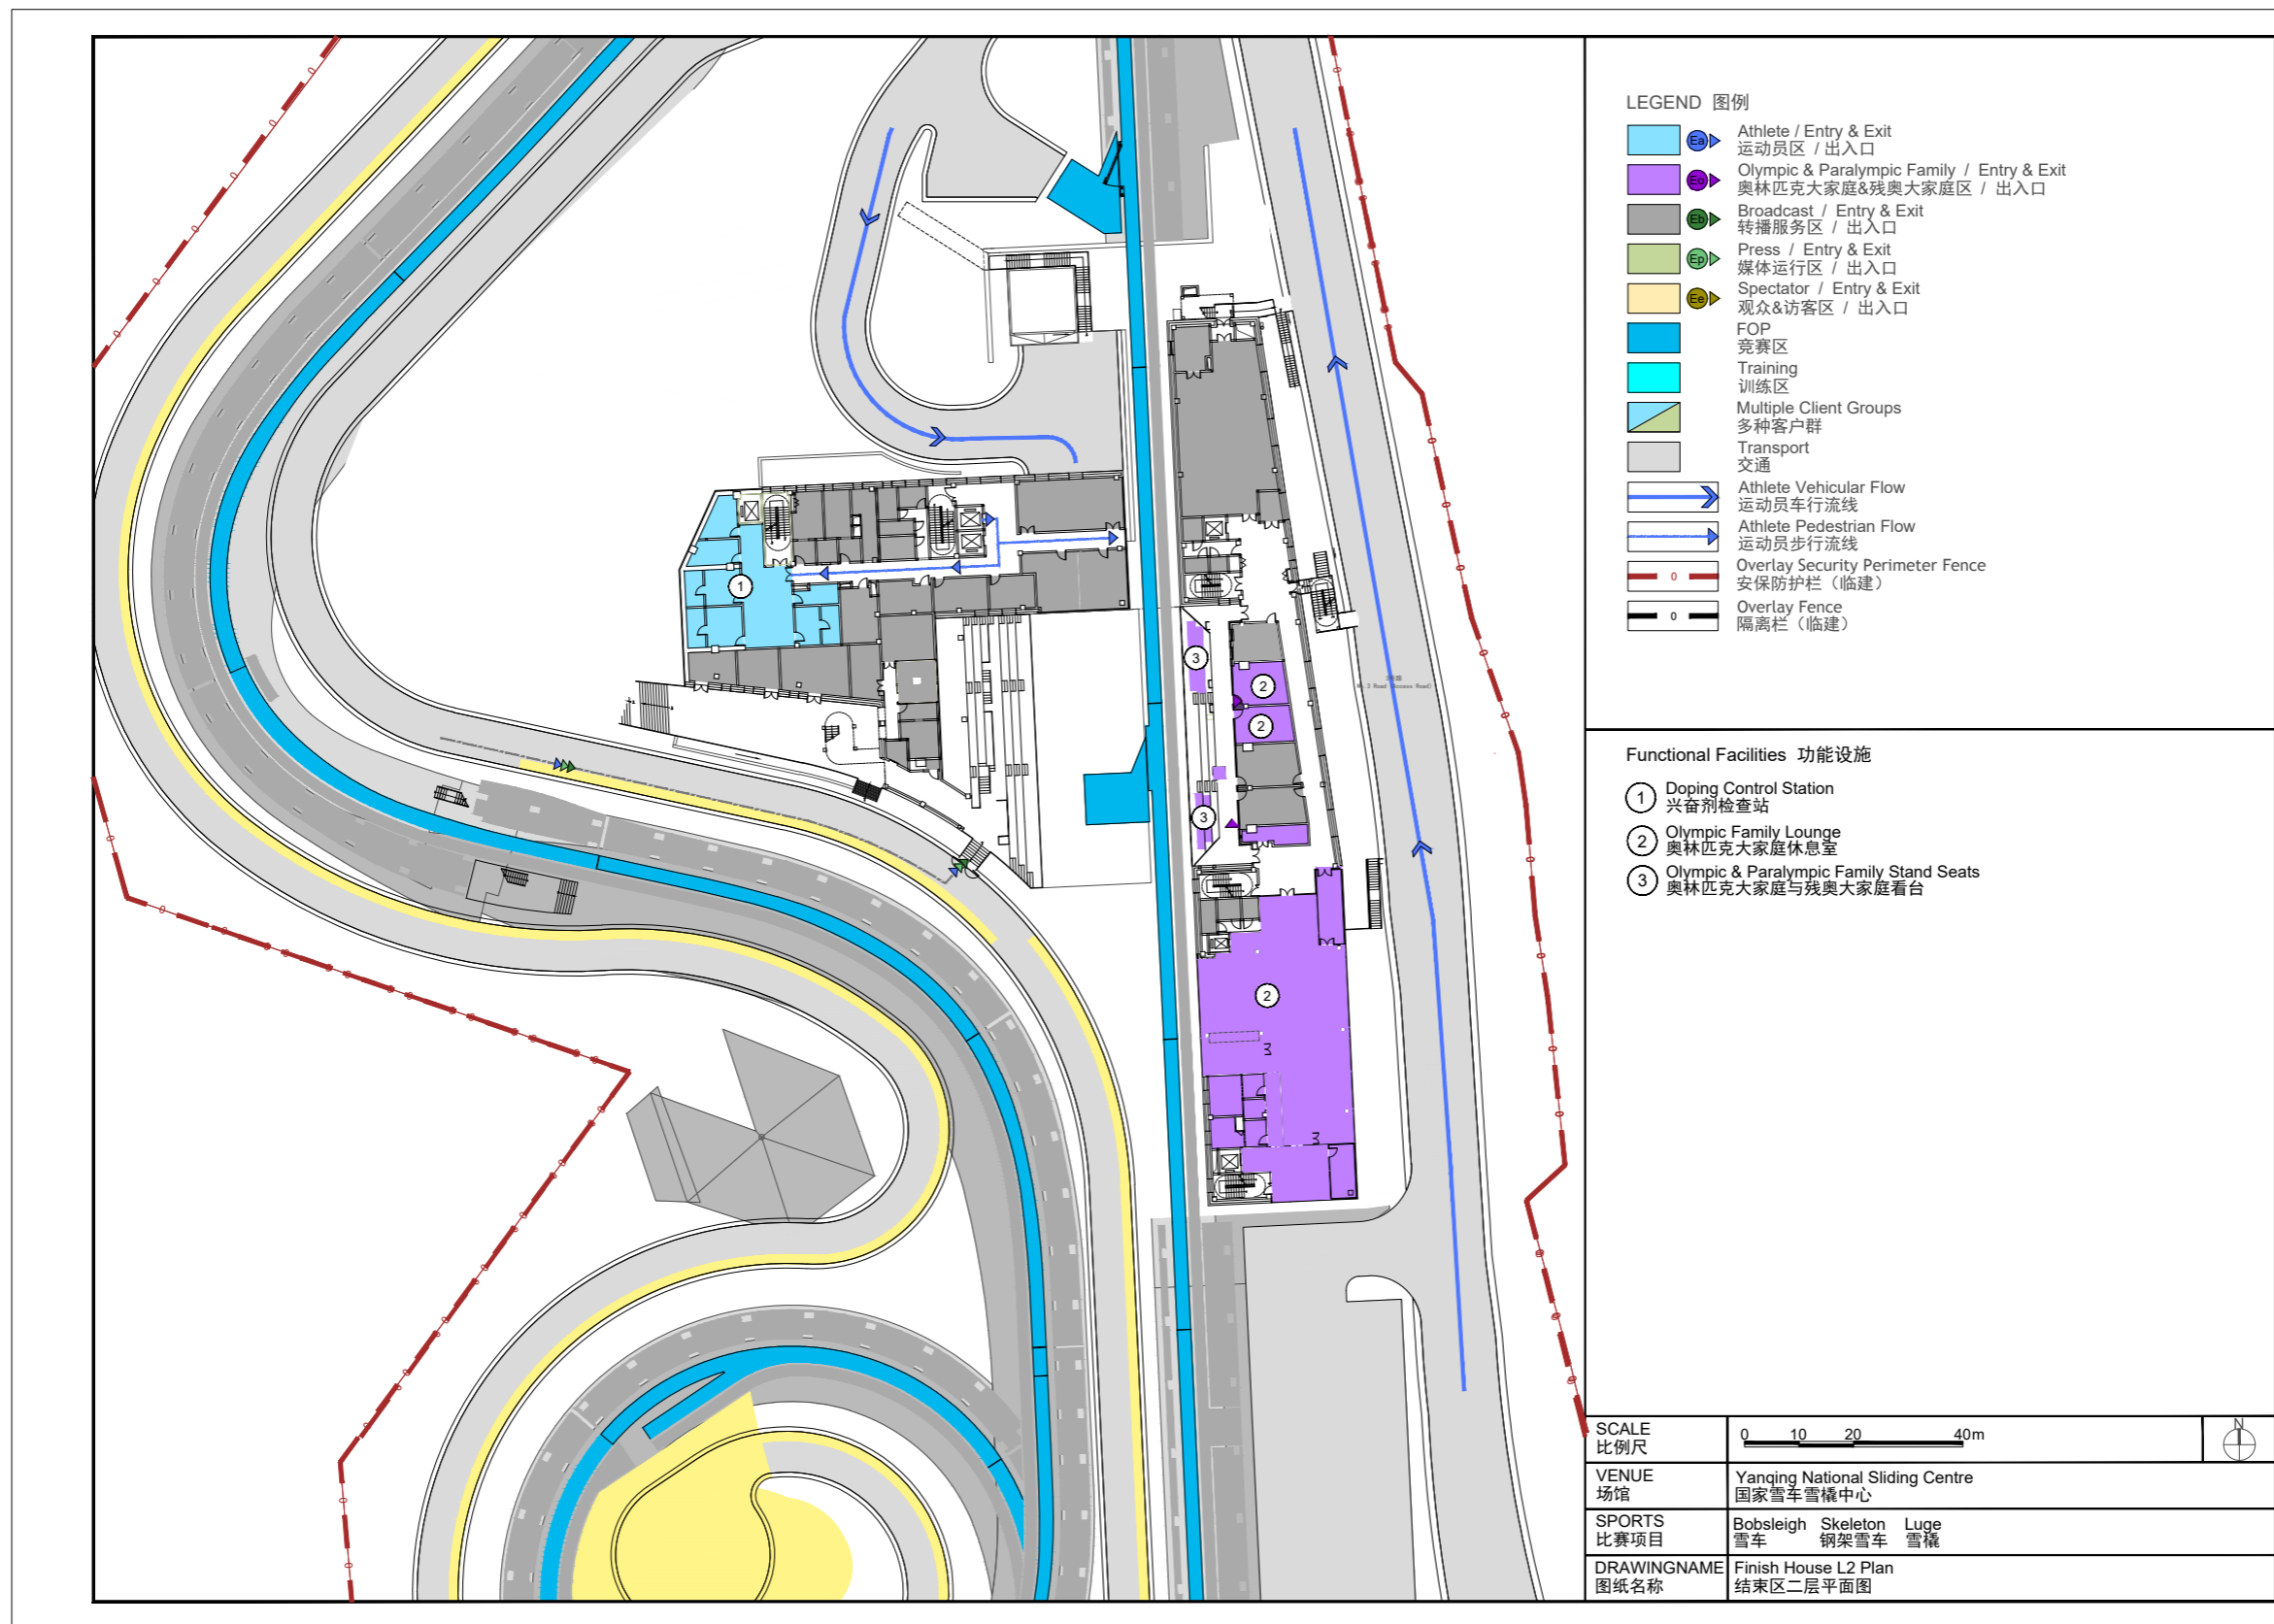 LEGEND 图例
Ea
Athlete / Entry & Exit
运动员区 / 出入口
Eo
Olympic & Paralympic Family / Entry & Exit
奥林匹克大家庭&残奥大家庭区 / 出入口
Eb
Broadcast / Entry & Exit
转播服务区 / 出入口
Ep
Press / Entry & Exit
媒体运行区 / 出入口
Ee
Spectator / Entry & Exit
观众&访客区 / 出入口
FOP
竞赛区
Training
训练区
Multiple Client Groups
多种客户群
Transport
交通
Athlete Vehicular Flow
运动员车行流线
Athlete Pedestrian Flow
运动员步行流线
0
Overlay Security Perimeter Fence
安保防护栏（临建）
0
Overlay Fence
隔离栏（临建）
1
3
2
2
3
2
Functional Facilities 功能设施
1 Doping Control Station
兴奋剂检查站
2 Olympic Family Lounge
奥林匹克大家庭休息室
3 Olympic & Paralympic Family Stand Seats
奥林匹克大家庭与残奥大家庭看台
SCALE
比例尺
0 10 20 40m
N
VENUE
场馆
Yanqing National Sliding Centre
国家雪车雪橇中心
SPORTS
比赛项目
Bobsleigh Skeleton Luge
雪车 钢架雪车 雪橇
DRAWINGNAME
图纸名称
Finish House L2 Plan
结束区二层平面图